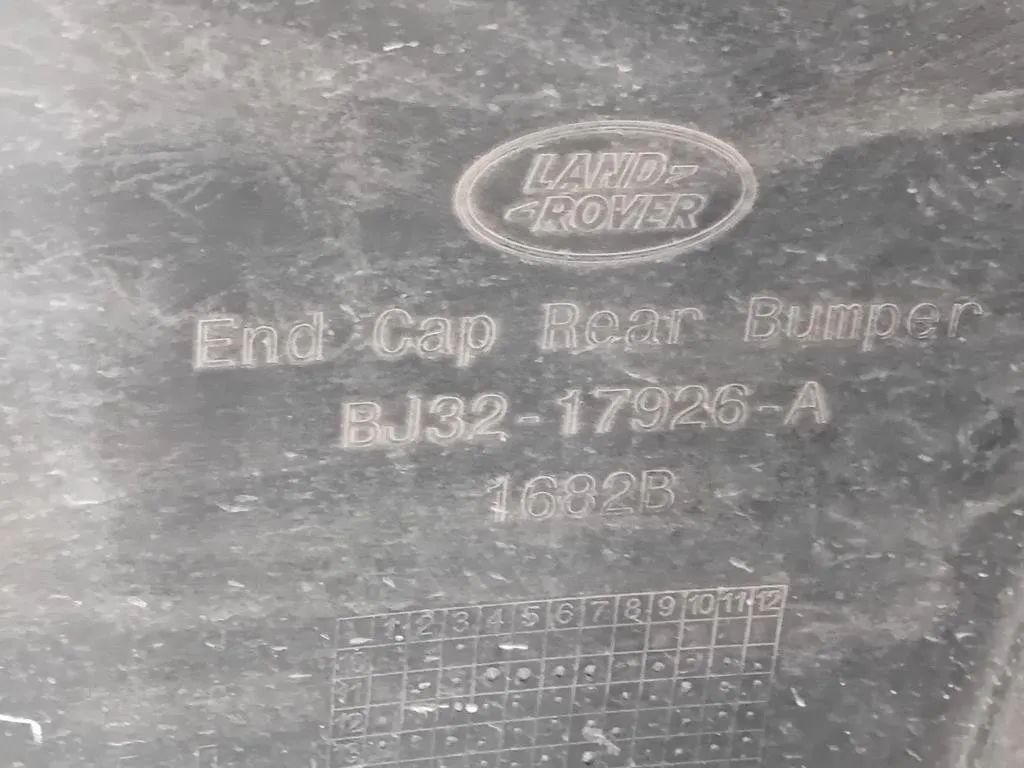 LAND
ROVER
End Cap Rear Bumper
BJ32-17926-A
1682B
1 2 3 4 5 6 7 8 9 10 11 12
10
11
12